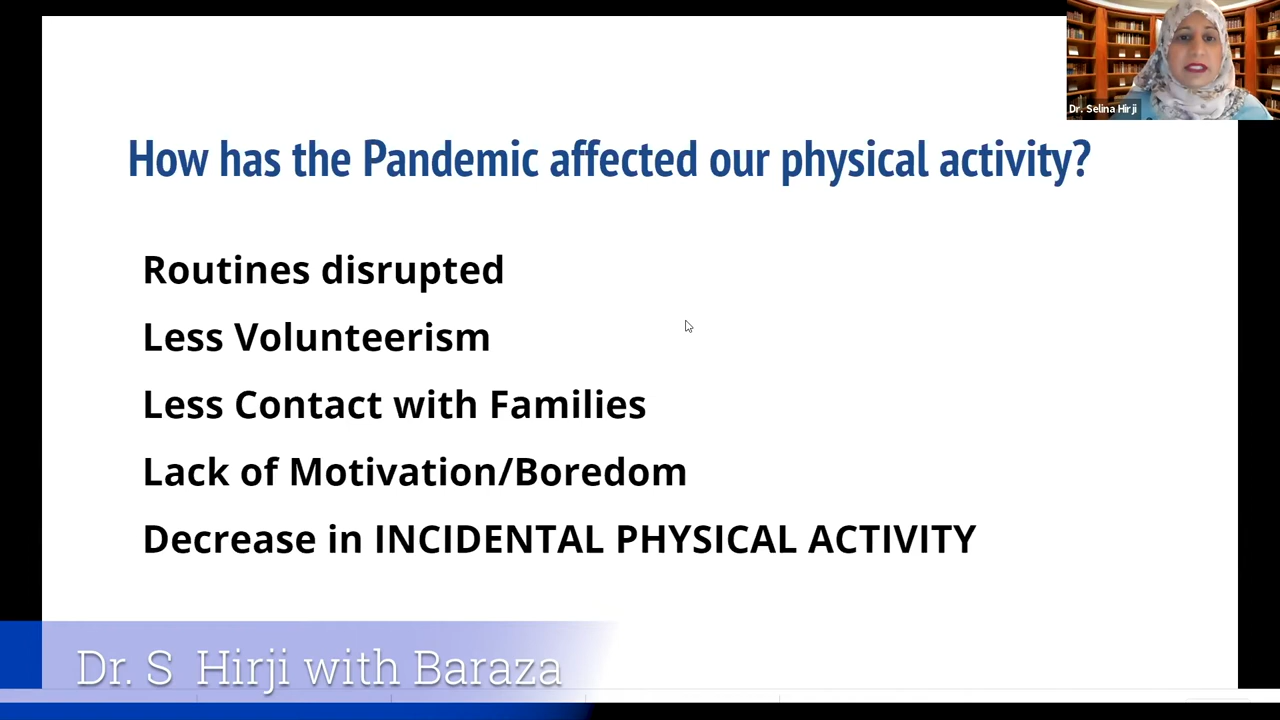 Dr. Selina Hirji
How has the Pandemic affected our physical activity?
Routines disrupted
Less Volunteerism
Less Contact with Families
Lack of Motivation/Boredom
Decrease in INCIDENTAL PHYSICAL ACTIVITY
Dr. S Hirji with Baraza